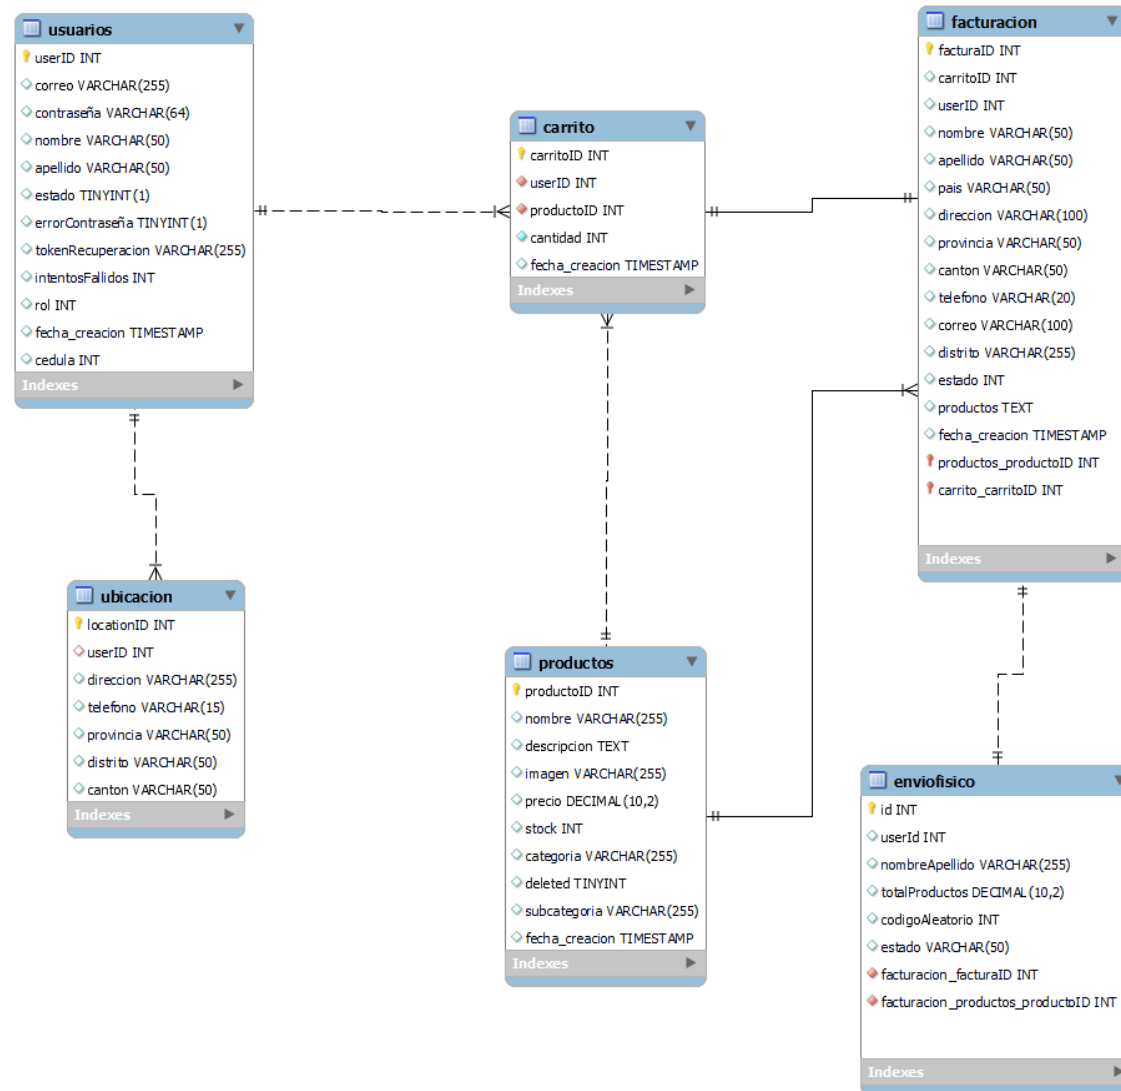 usuarios
userID INT
correo VARCHAR(255)
contraseña VARCHAR(64)
nombre VARCHAR(50)
apellido VARCHAR(50)
estado TINYINT(1)
errorContraseña TINYINT(1)
tokenRecuperacion VARCHAR(255)
intentosFallidos INT
rol INT
fecha_creacion TIMESTAMP
cedula INT
Indexes
ubicacion
locationID INT
userID INT
direccion VARCHAR(255)
telefono VARCHAR(15)
provincia VARCHAR(50)
distrito VARCHAR(50)
canton VARCHAR(50)
Indexes
carrito
carritoID INT
userID INT
productoID INT
cantidad INT
fecha_creacion TIMESTAMP
Indexes
productos
productoID INT
nombre VARCHAR(255)
descripcion TEXT
imagen VARCHAR(255)
precio DECIMAL(10,2)
stock INT
categoria VARCHAR(255)
deleted TINYINT
subcategoria VARCHAR(255)
fecha_creacion TIMESTAMP
Indexes
facturacion
facturaID INT
carritoID INT
userID INT
nombre VARCHAR(50)
apellido VARCHAR(50)
pais VARCHAR(50)
direccion VARCHAR(100)
provincia VARCHAR(50)
canton VARCHAR(50)
telefono VARCHAR(20)
correo VARCHAR(100)
distrito VARCHAR(255)
estado INT
productos TEXT
fecha_creacion TIMESTAMP
productos_productoID INT
carrito_carritoID INT
Indexes
enviofisico
id INT
userId INT
nombreApellido VARCHAR(255)
totalProductos DECIMAL(10,2)
codigoAleatorio INT
estado VARCHAR(50)
facturacion_facturaID INT
facturacion_productos_productoID INT
Indexes